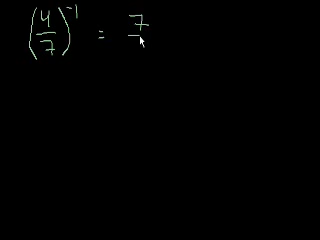 (4/7)^-1 = 7/